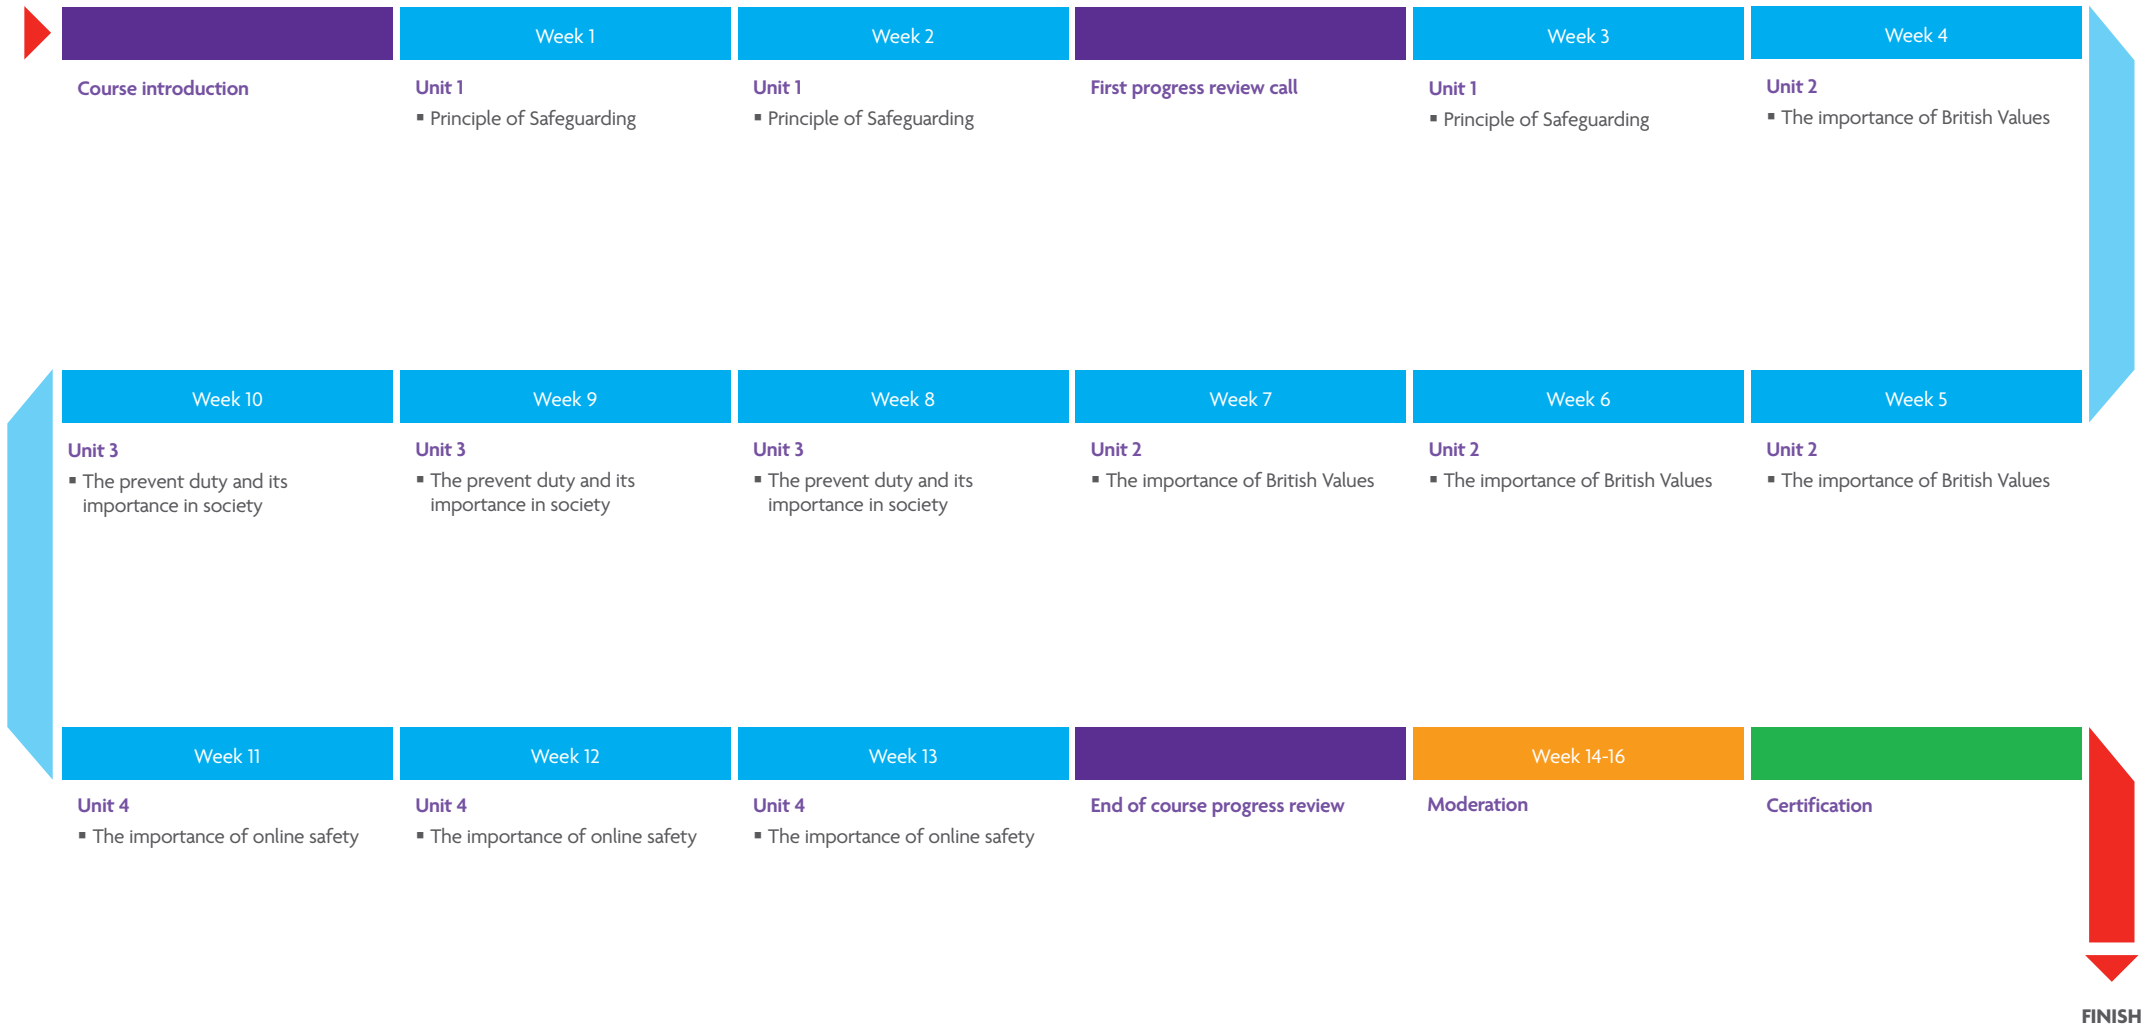 Week 1
Week 2
Week 3
Week 4
Course introduction
Unit 1
▪ Principle of Safeguarding
Unit 1
▪ Principle of Safeguarding
First progress review call
Unit 1
▪ Principle of Safeguarding
Unit 2
▪ The importance of British Values
Week 10
Week 9
Week 8
Week 7
Week 6
Week 5
Unit 3
▪ The prevent duty and its
importance in society
Unit 3
▪ The prevent duty and its
importance in society
Unit 3
▪ The prevent duty and its
importance in society
Unit 2
▪ The importance of British Values
Unit 2
▪ The importance of British Values
Unit 2
▪ The importance of British Values
Week 11
Week 12
Week 13
Week 14-16
Unit 4
▪ The importance of online safety
Unit 4
▪ The importance of online safety
Unit 4
▪ The importance of online safety
End of course progress review
Moderation
Certification
FINISH